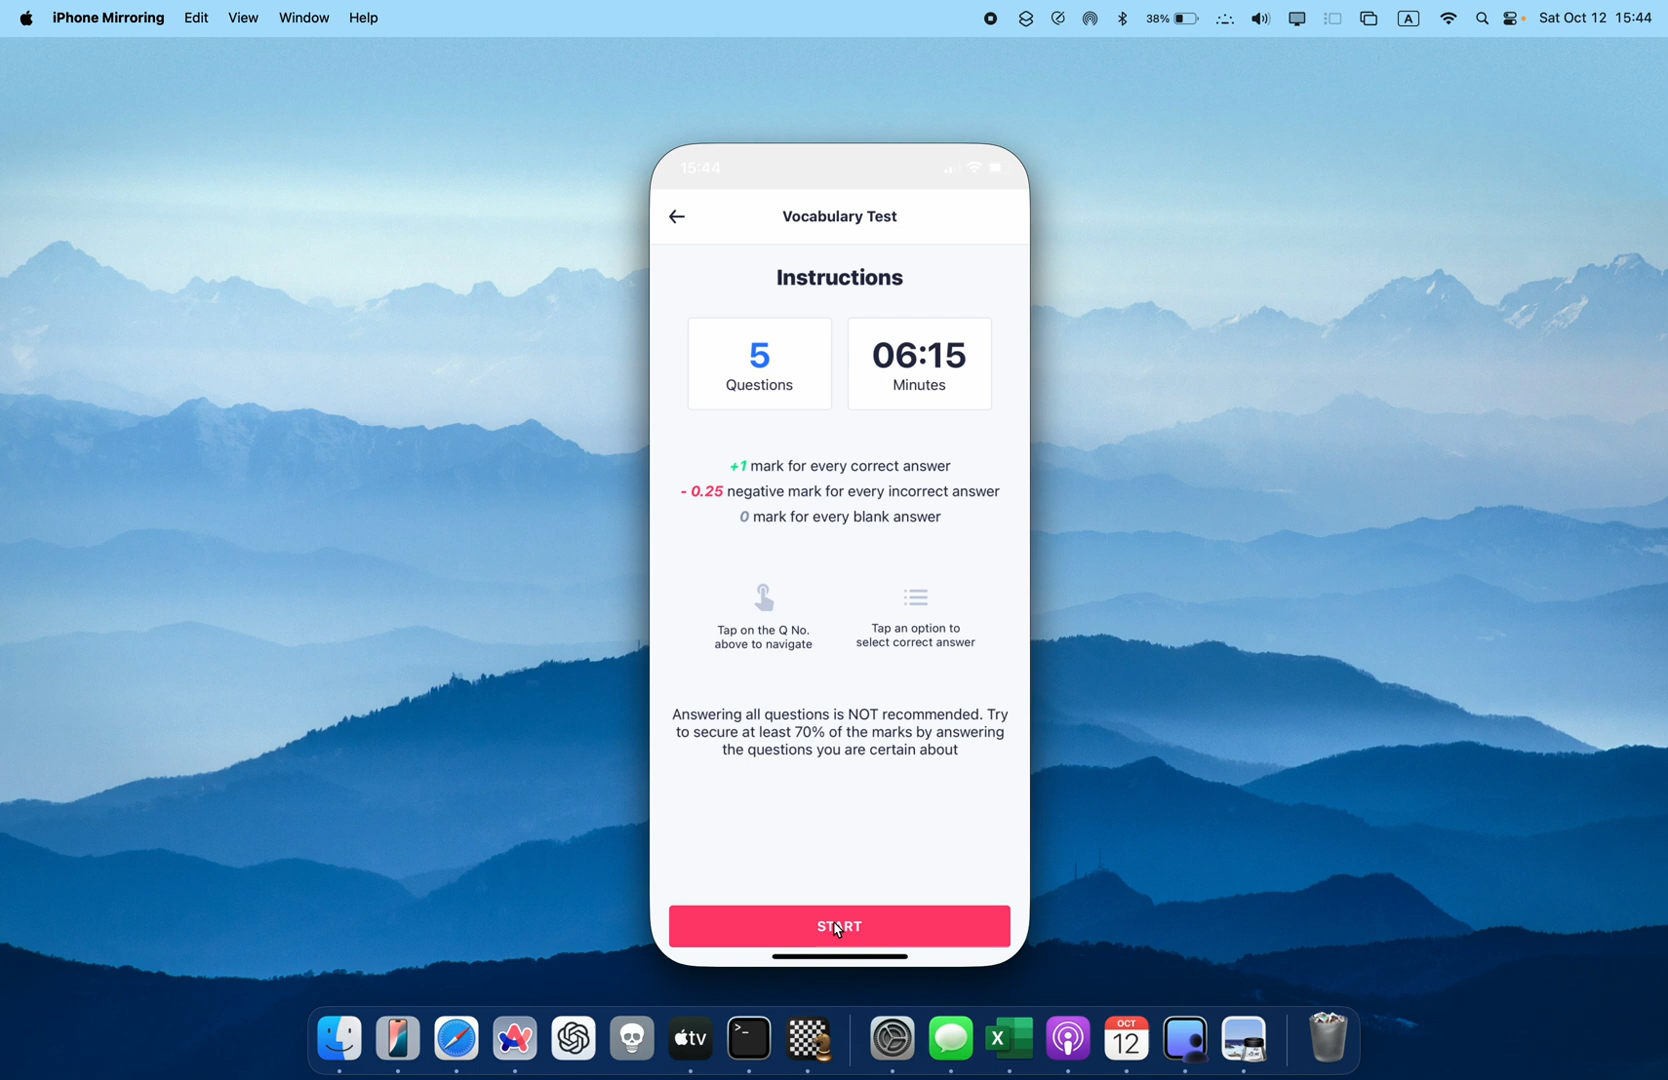 iPhone Mirroring Edit View Window Help 38% A Sat Oct 12 15:44
15:44
Vocabulary Test
Instructions
5
Questions
06:15
Minutes
+1 mark for every correct answer
- 0.25 negative mark for every incorrect answer
0 mark for every blank answer
Tap on the Q No.
above to navigate
Tap an option to
select correct answer
Answering all questions is NOT recommended. Try
to secure at least 70% of the marks by answering
the questions you are certain about
START
tv
>_
X
OCT
12